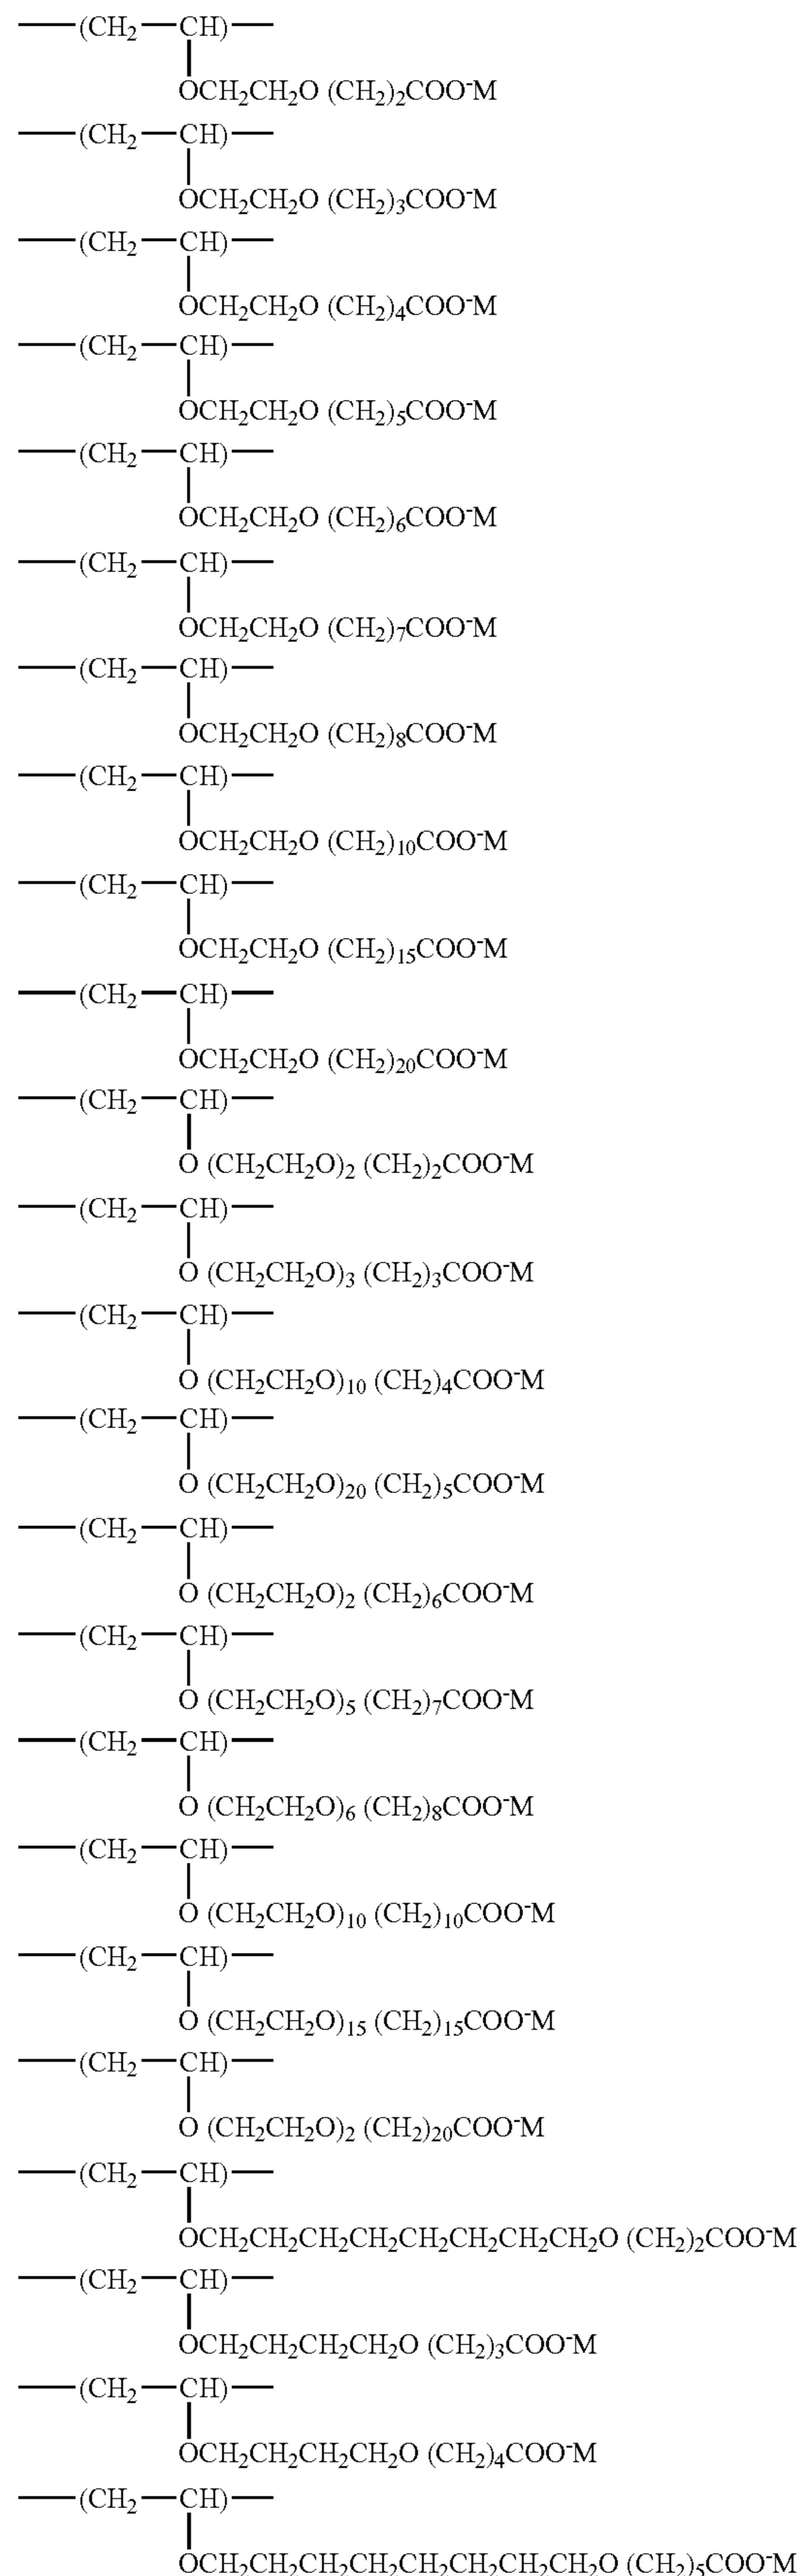 —(CH₂—CH)—
OCH₂CH₂O (CH₂)₂COO⁻M
—(CH₂—CH)—
OCH₂CH₂O (CH₂)₃COO⁻M
—(CH₂—CH)—
OCH₂CH₂O (CH₂)₄COO⁻M
—(CH₂—CH)—
OCH₂CH₂O (CH₂)₅COO⁻M
—(CH₂—CH)—
OCH₂CH₂O (CH₂)₆COO⁻M
—(CH₂—CH)—
OCH₂CH₂O (CH₂)₇COO⁻M
—(CH₂—CH)—
OCH₂CH₂O (CH₂)₈COO⁻M
—(CH₂—CH)—
OCH₂CH₂O (CH₂)₁₀COO⁻M
—(CH₂—CH)—
OCH₂CH₂O (CH₂)₁₅COO⁻M
—(CH₂—CH)—
OCH₂CH₂O (CH₂)₂₀COO⁻M
—(CH₂—CH)—
O (CH₂CH₂O)₂ (CH₂)₂COO⁻M
—(CH₂—CH)—
O (CH₂CH₂O)₃ (CH₂)₃COO⁻M
—(CH₂—CH)—
O (CH₂CH₂O)₁₀ (CH₂)₄COO⁻M
—(CH₂—CH)—
O (CH₂CH₂O)₂₀ (CH₂)₅COO⁻M
—(CH₂—CH)—
O (CH₂CH₂O)₂ (CH₂)₆COO⁻M
—(CH₂—CH)—
O (CH₂CH₂O)₅ (CH₂)₇COO⁻M
—(CH₂—CH)—
O (CH₂CH₂O)₆ (CH₂)₈COO⁻M
—(CH₂—CH)—
O (CH₂CH₂O)₁₀ (CH₂)₁₀COO⁻M
—(CH₂—CH)—
O (CH₂CH₂O)₁₅ (CH₂)₁₅COO⁻M
—(CH₂—CH)—
O (CH₂CH₂O)₂ (CH₂)₂₀COO⁻M
—(CH₂—CH)—
OCH₂CH₂CH₂CH₂CH₂CH₂CH₂CH₂O (CH₂)₂COO⁻M
—(CH₂—CH)—
OCH₂CH₂CH₂CH₂O (CH₂)₃COO⁻M
—(CH₂—CH)—
OCH₂CH₂CH₂CH₂O (CH₂)₄COO⁻M
—(CH₂—CH)—
OCH₂CH₂CH₂CH₂CH₂CH₂CH₂CH₂O (CH₂)₅COO⁻M